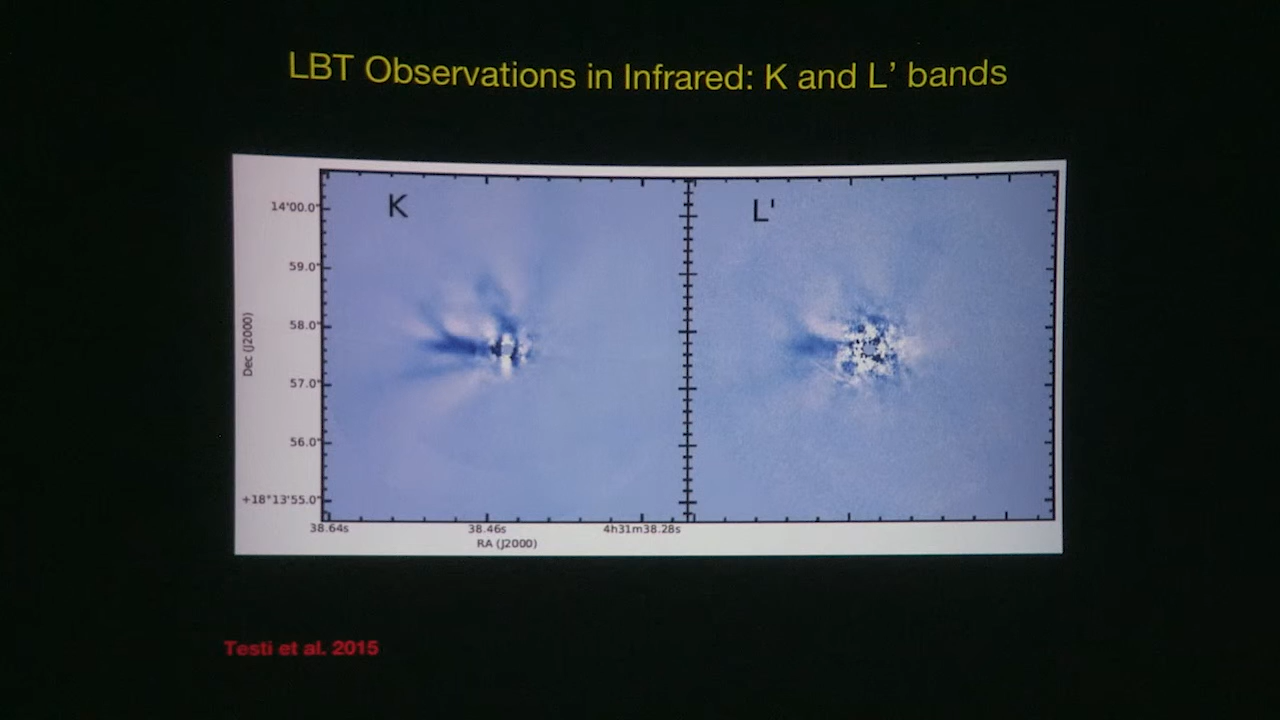 LBT Observations in Infrared: K and L' bands
K
L'
14'00.0"
59.0"
58.0"
57.0"
56.0"
+18°13'55.0"
Dec (J2000)
38.64s
38.46s
4h31m38.28s
RA (J2000)
Testi et al. 2015